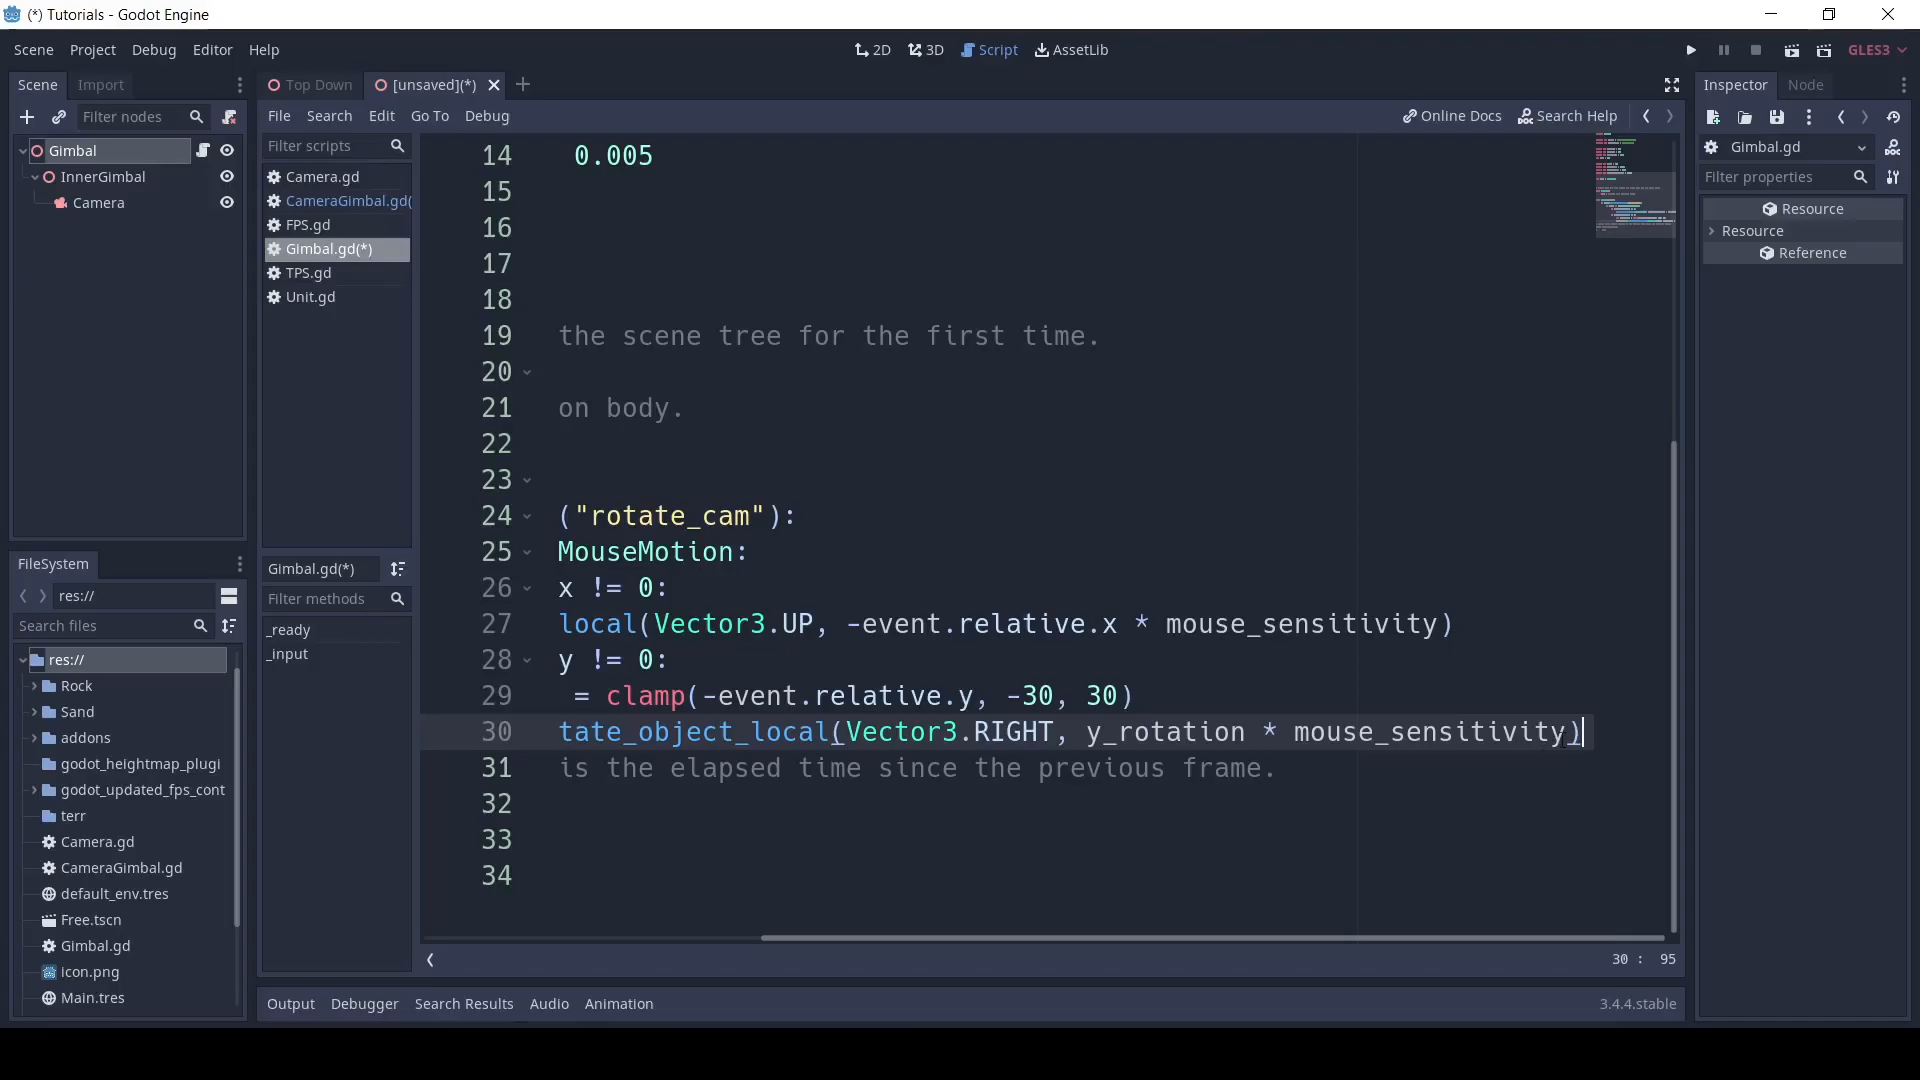 (*) Tutorials - Godot Engine
Scene Project Debug Editor Help
2D 3D Script AssetLib
GLES3
Scene Import
Top Down [unsaved](*)
Inspector Node
Filter nodes
File Search Edit Go To Debug
Online Docs Search Help
Gimbal
InnerGimbal
Camera
Filter scripts
Camera.gd
CameraGimbal.gd(
FPS.gd
Gimbal.gd(*)
TPS.gd
Unit.gd
Gimbal.gd(*)
Filter methods
_ready
_input
14 0.005
15
16
17
18
19 the scene tree for the first time.
20
21 on body.
22
23
24 ("rotate_cam"):
25 MouseMotion:
26 x != 0:
27 local(Vector3.UP, -event.relative.x * mouse_sensitivity)
28 y != 0:
29 = clamp(-event.relative.y, -30, 30)
30 tate_object_local(Vector3.RIGHT, y_rotation * mouse_sensitivity)
31 is the elapsed time since the previous frame.
32
33
34
30 : 95
Gimbal.gd
Filter properties
Resource
Resource
Reference
FileSystem
res://
Search files
res://
Rock
Sand
addons
godot_heightmap_plugi
godot_updated_fps_cont
terr
Camera.gd
CameraGimbal.gd
default_env.tres
Free.tscn
Gimbal.gd
icon.png
Main.tres
Output Debugger Search Results Audio Animation
3.4.4.stable